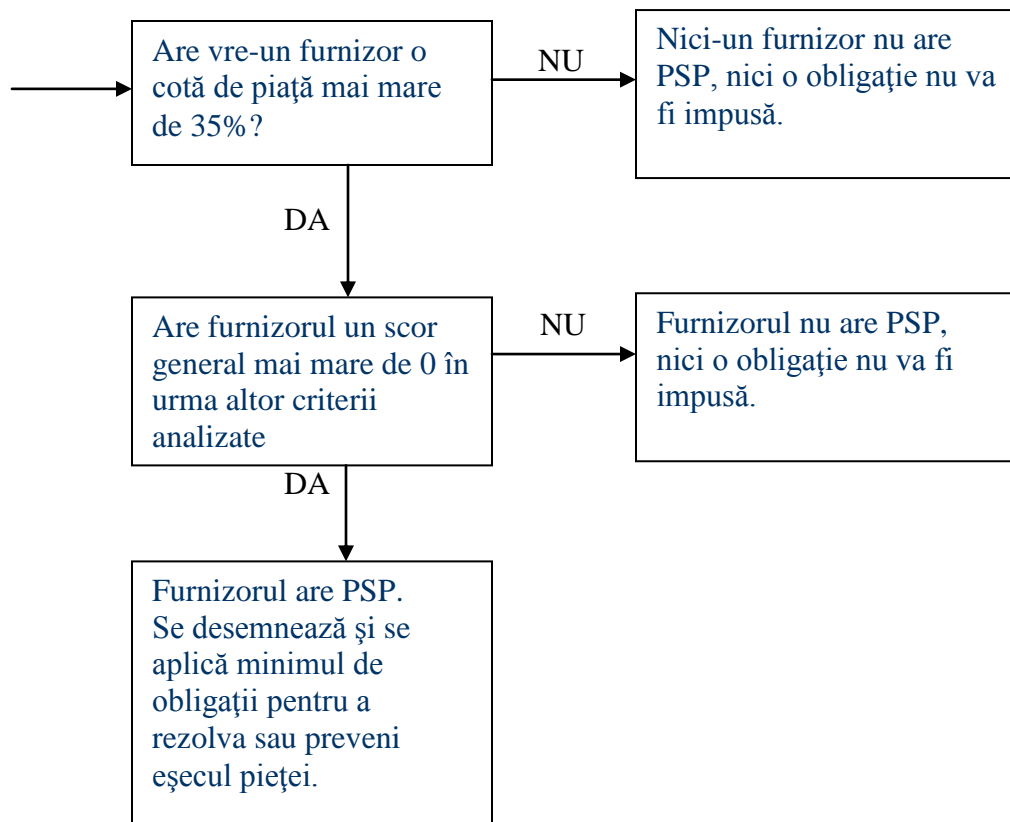 Are vre-un furnizor o
cotă de piaţă mai mare
de 35%?
NU
Nici-un furnizor nu are
PSP, nici o obligaţie nu va
fi impusă.
DA
Are furnizorul un scor
general mai mare de 0 în
urma altor criterii
analizate
NU
Furnizorul nu are PSP,
nici o obligaţie nu va fi
impusă.
DA
Furnizorul are PSP.
Se desemnează şi se
aplică minimul de
obligaţii pentru a
rezolva sau preveni
eşecul pieţei.